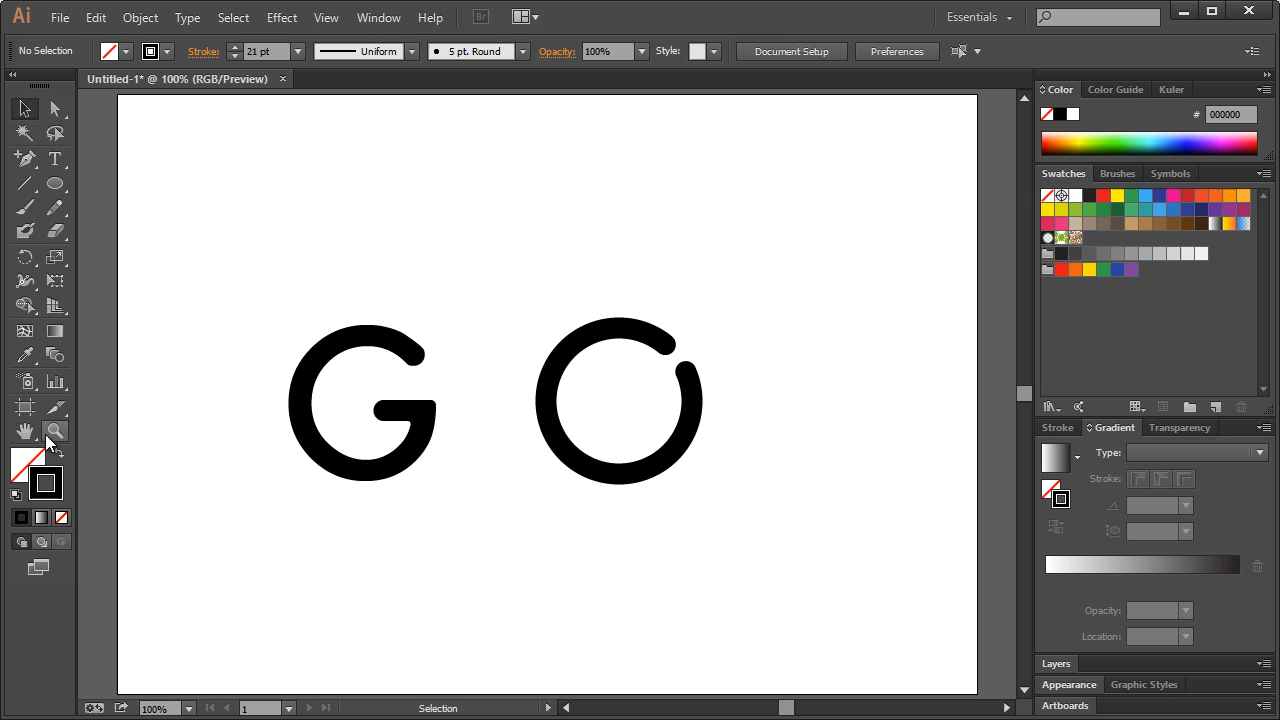 Ai File Edit Object Type Select Effect View Window Help Br Essentials
No Selection Stroke: 21 pt Uniform 5 pt. Round Opacity: 100% Style: Document Setup Preferences
Untitled-1* @ 100% (RGB/Preview) ×
Color Color Guide Kuler
# 000000
Swatches Brushes Symbols
T
G O
Stroke Gradient Transparency
Type:
Stroke:
Opacity:
Location:
Layers
Appearance Graphic Styles
Artboards
100% 1 Selection